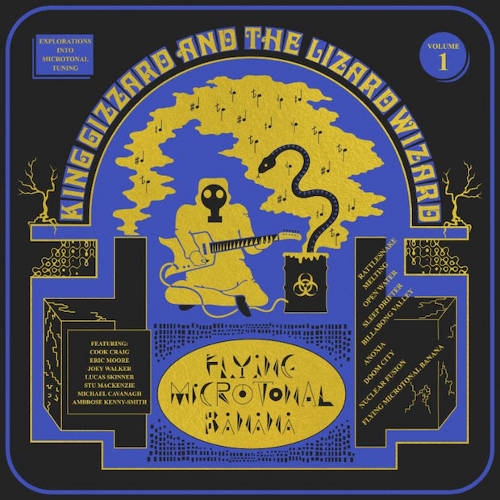 EXPLORATIONS
INTO
MICROTONAL
TUNING
VOLUME
1
KING GIZZARD AND THE LIZARD WIZARD
RATTLESNAKE
MELTING
OPEN WATER
SLEEP DRIFTER
BILLABONG VALLEY
ANOXIA
DOOM CITY
NUCLEAR FUSION
FLYING MICROTONAL BANANA
FEATURING:
COOK CRAIG
ERIC MOORE
JOEY WALKER
LUCAS SKINNER
STU MACKENZIE
MICHAEL CAVANAGH
AMBROSE KENNY-SMITH
FLYING
MICROTONAL
BANANA